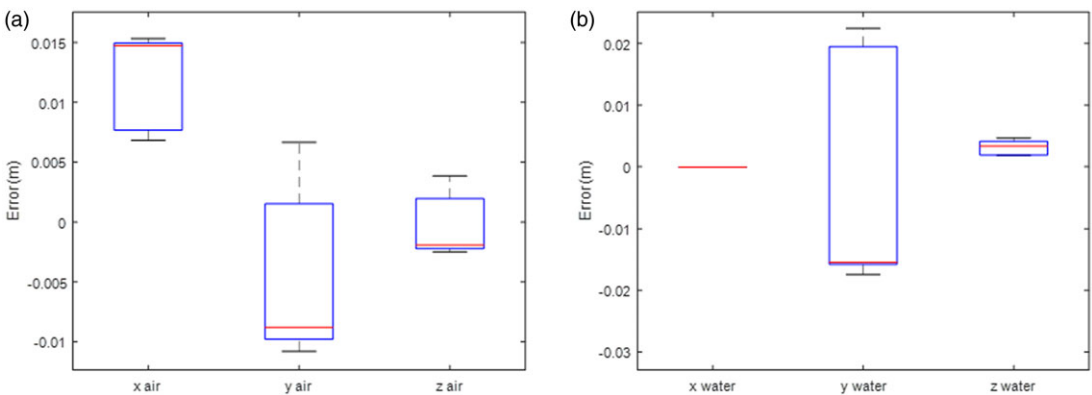 (a)
0.015
0.01
0.005
0
-0.005
-0.01
Error(m)
x air y air z air
(b)
0.02
0.01
0
-0.01
-0.02
-0.03
Error(m)
x water y water z water